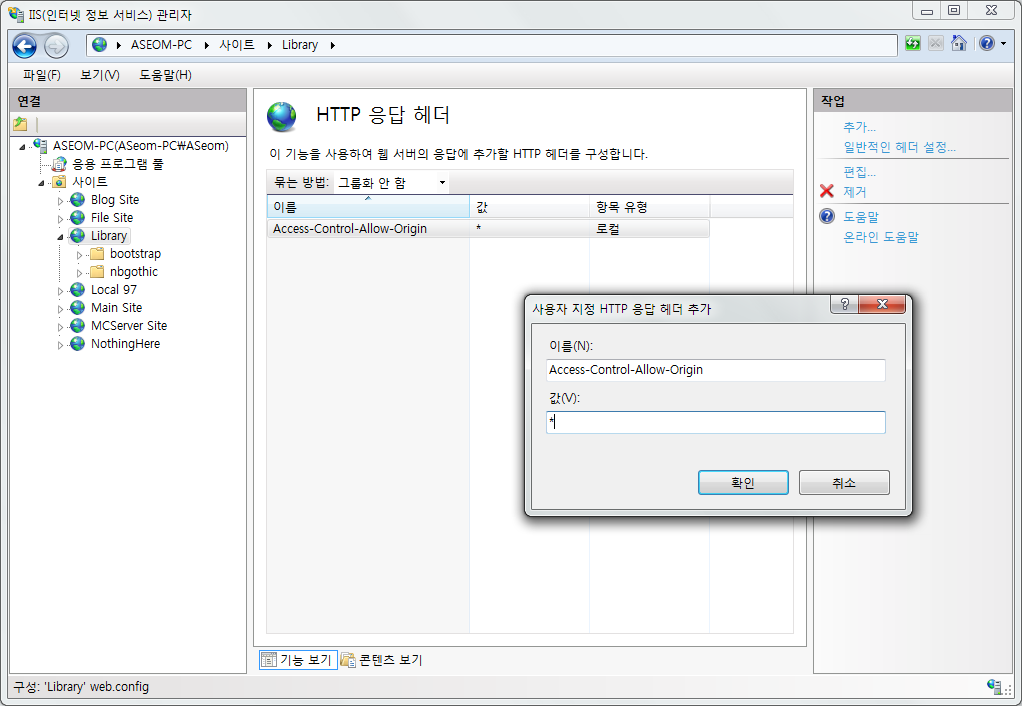 IIS(인터넷 정보 서비스) 관리자
ASEOM-PC 사이트 Library
파일(F) 보기(V) 도움말(H)
연결
ASEOM-PC(ASeom-PC\ASeom)
응용 프로그램 풀
사이트
Blog Site
File Site
Library
bootstrap
nbgothic
Local 97
Main Site
MCServer Site
NothingHere
HTTP 응답 헤더
이 기능을 사용하여 웹 서버의 응답에 추가할 HTTP 헤더를 구성합니다.
묶는 방법: 그룹화 안 함
이름 값 항목 유형
Access-Control-Allow-Origin * 로컬
사용자 지정 HTTP 응답 헤더 추가
이름(N):
Access-Control-Allow-Origin
값(V):
*
확인 취소
기능 보기 콘텐츠 보기
작업
추가...
일반적인 헤더 설정...
편집...
제거
도움말
온라인 도움말
구성: 'Library' web.config